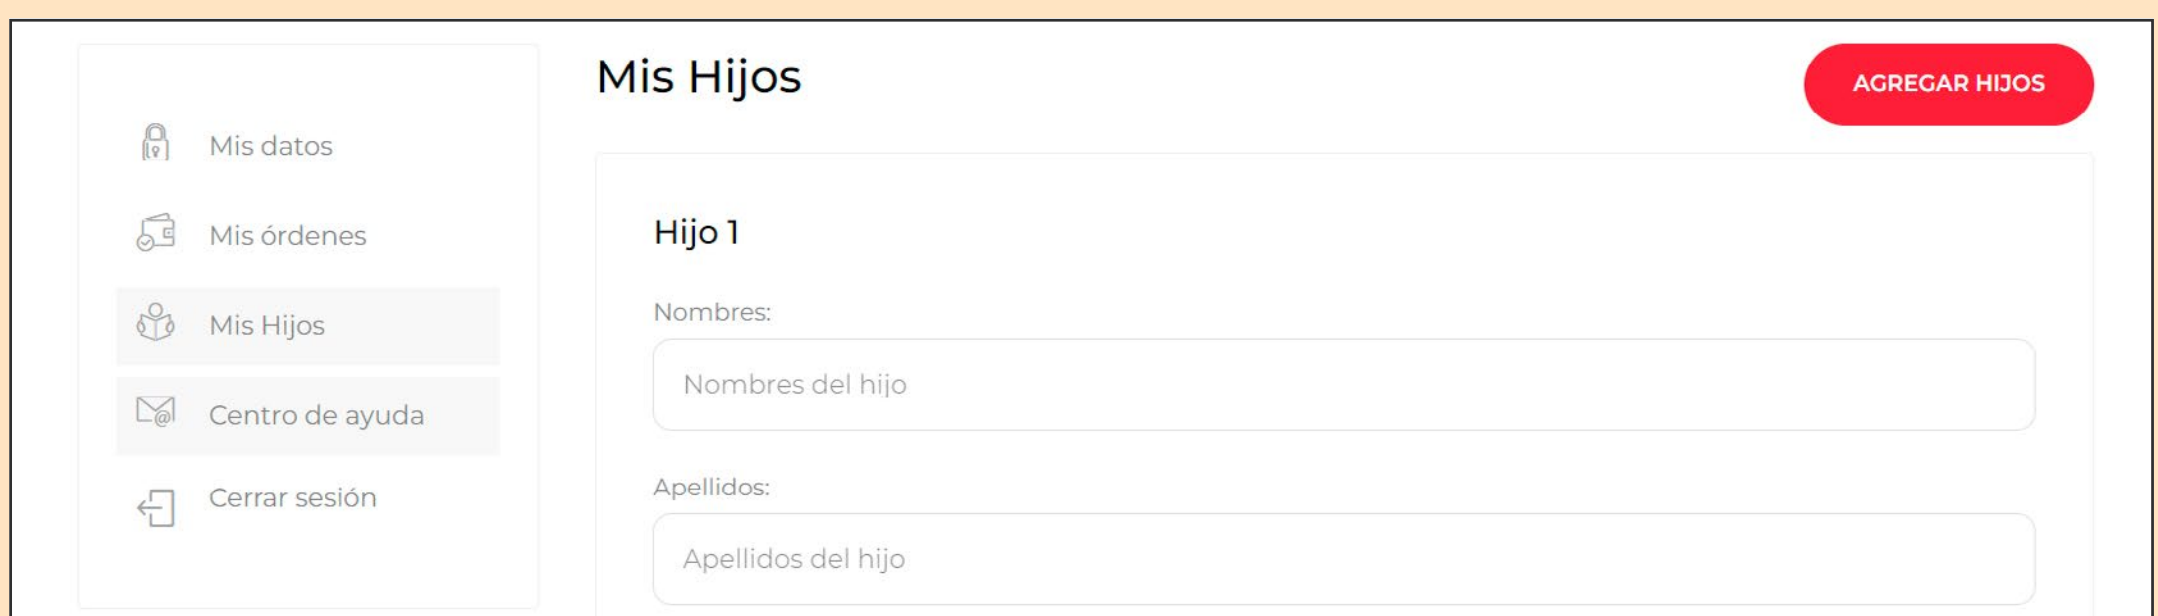 Mis datos
Mis órdenes
Mis Hijos
Centro de ayuda
Cerrar sesión
Mis Hijos
AGREGAR HIJOS
Hijo 1
Nombres:
Nombres del hijo
Apellidos:
Apellidos del hijo